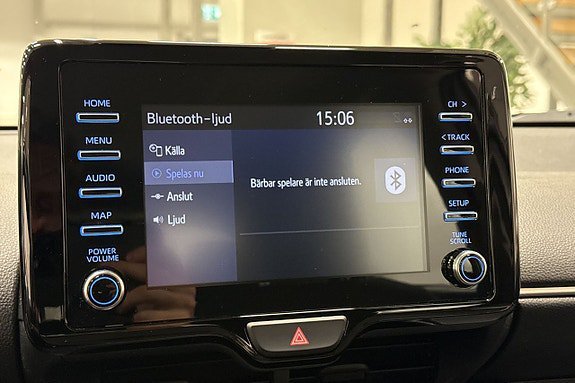 HOME
MENU
AUDIO
MAP
POWER
VOLUME
Bluetooth-ljud 15:06
Källa
Spelas nu
Anslut
Ljud
Bärbar spelare är inte ansluten.
CH >
< TRACK
PHONE
SETUP
TUNE
SCROLL